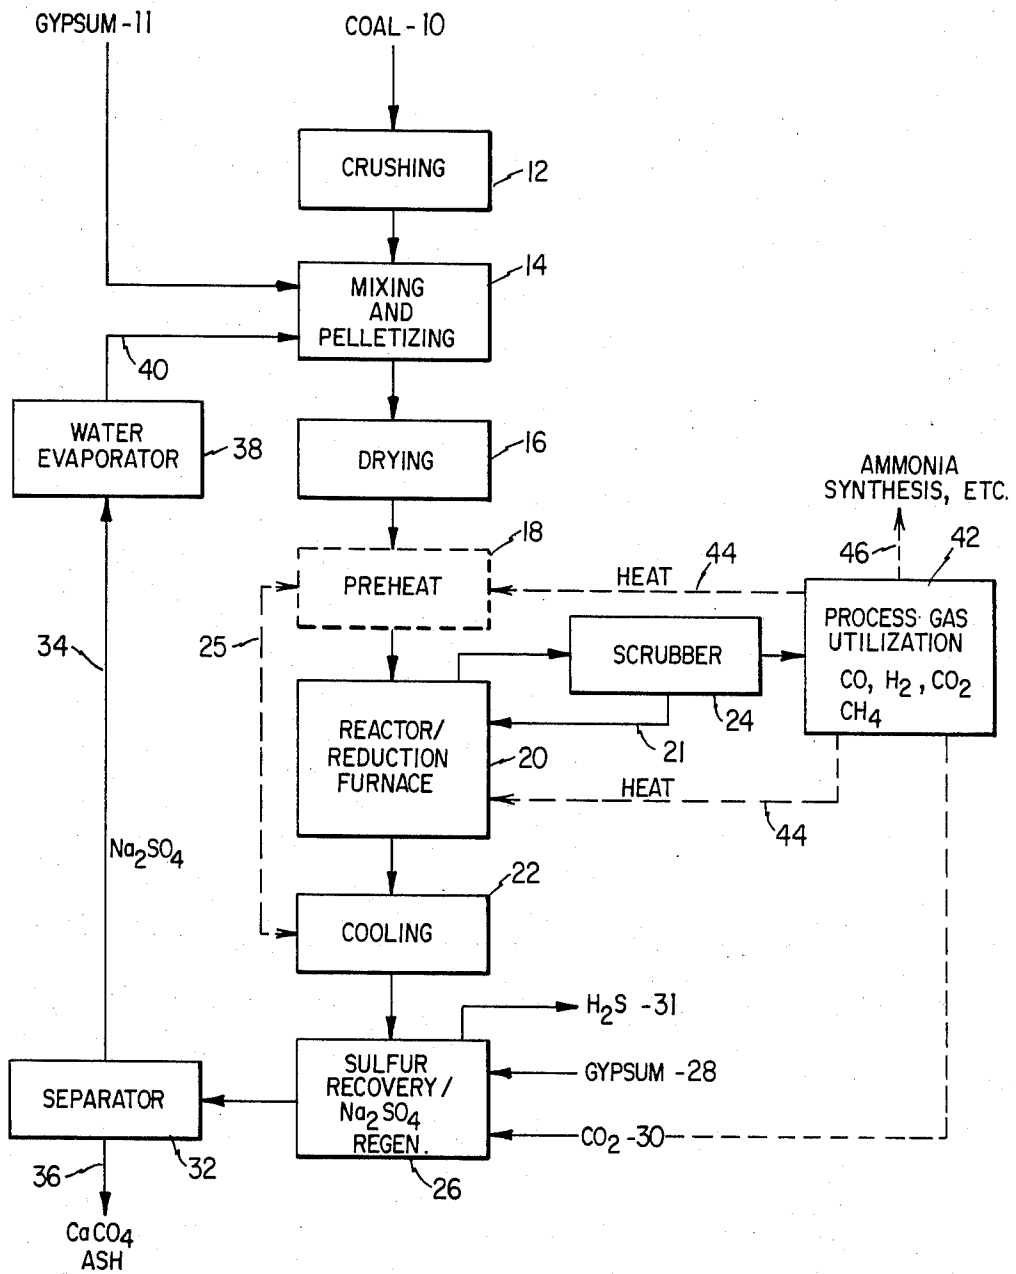 GYPSUM-11
COAL-10
CRUSHING
12
14
MIXING
AND
PELLETIZING
40
WATER
EVAPORATOR
38
DRYING
16
AMMONIA
SYNTHESIS, ETC.
46
42
18
PREHEAT
HEAT
44
PROCESS GAS
UTILIZATION
CO, H2, CO2
CH4
34
25
SCRUBBER
24
21
REACTOR/
REDUCTION
FURNACE
20
HEAT
44
Na2SO4
22
COOLING
H2S-31
SULFUR
RECOVERY/
Na2SO4
REGEN.
26
GYPSUM-28
CO2-30
SEPARATOR
32
36
CaCO4
ASH